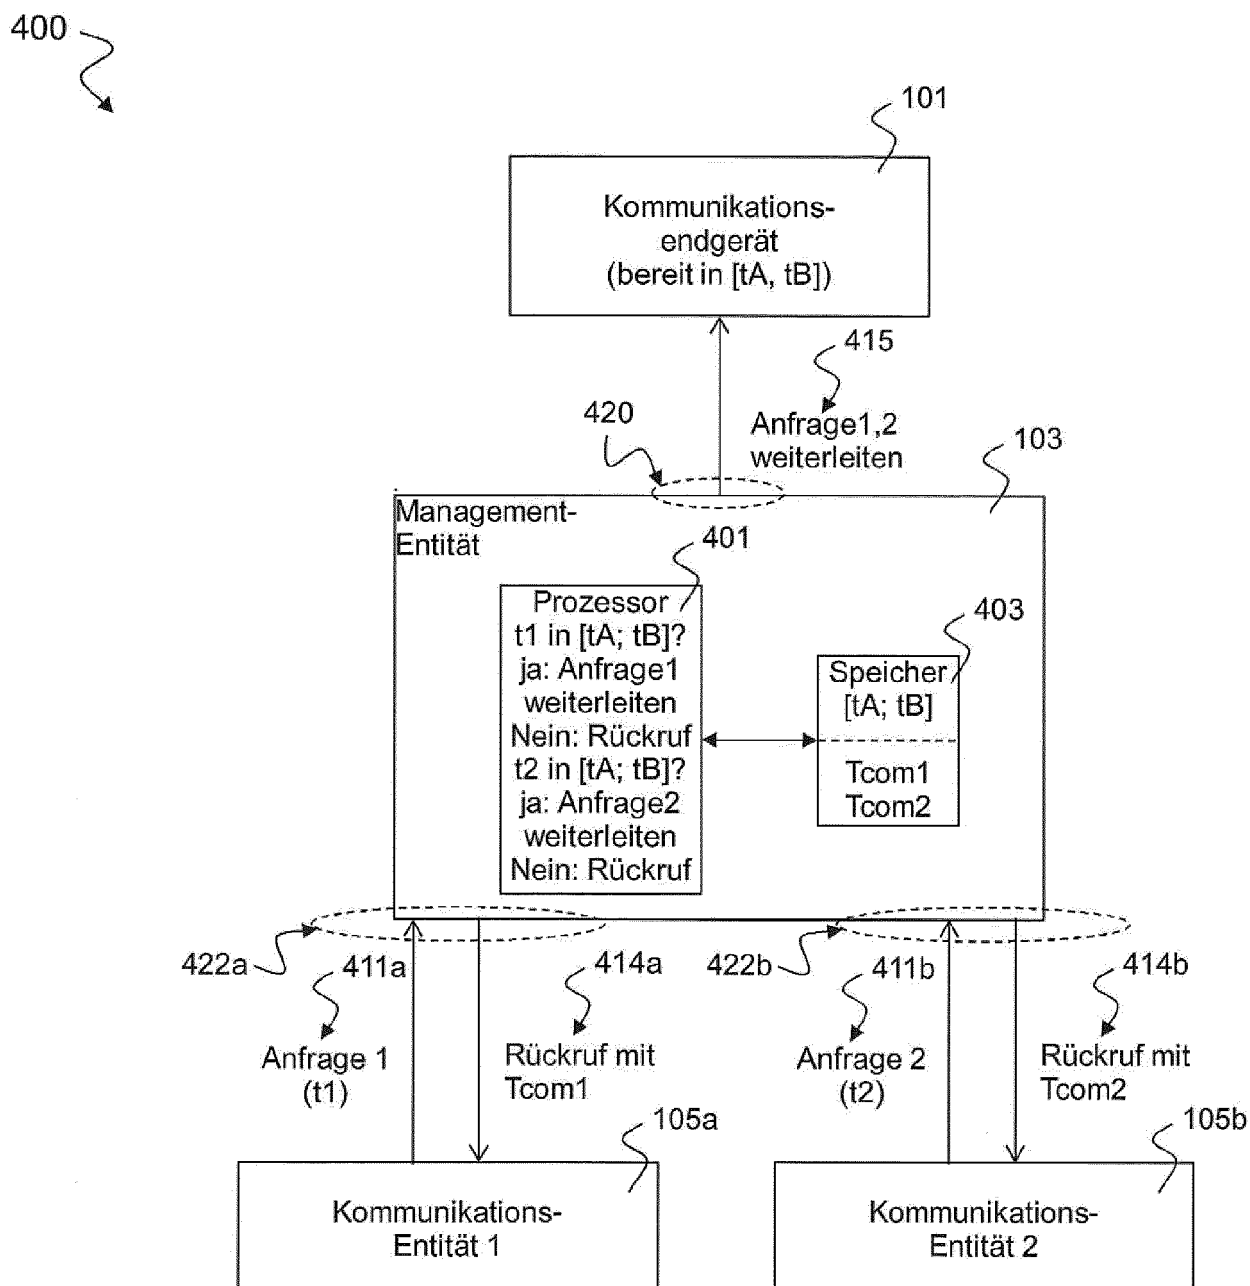 400
101
Kommunikations-
endgerät
(bereit in [tA, tB])
415
420
Anfrage1,2
weiterleiten
103
Management-
Entität
401
Prozessor
t1 in [tA; tB]?
ja: Anfrage1
weiterleiten
Nein: Rückruf
t2 in [tA; tB]?
ja: Anfrage2
weiterleiten
Nein: Rückruf
403
Speicher
[tA; tB]
Tcom1
Tcom2
422a
411a
414a
422b
411b
414b
Anfrage 1
(t1)
Rückruf mit
Tcom1
Anfrage 2
(t2)
Rückruf mit
Tcom2
105a
105b
Kommunikations-
Entität 1
Kommunikations-
Entität 2